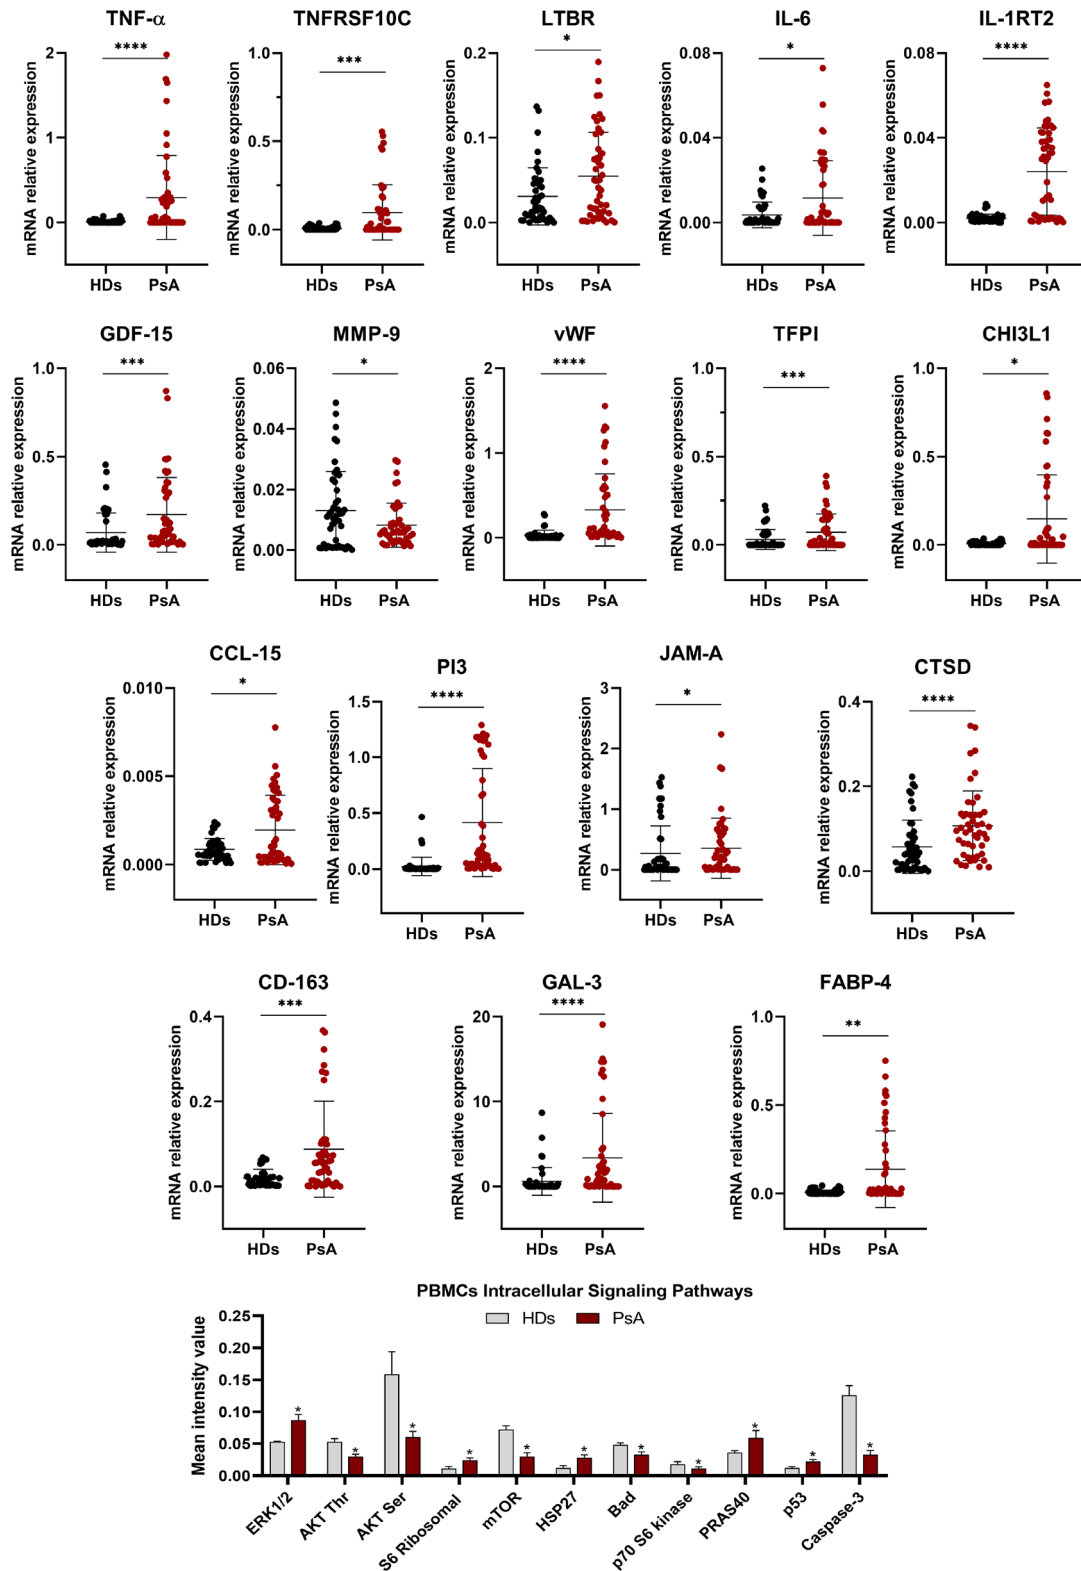 TNF-α TNFRSF10C LTBR IL-6 IL-1RT2
**** *** * * ****
mRNA relative expression
2
1
0
HDs PsA
mRNA relative expression
1.0
0.5
0.0
HDs PsA
mRNA relative expression
0.2
0.1
0.0
HDs PsA
mRNA relative expression
0.08
0.04
0.00
HDs PsA
mRNA relative expression
0.08
0.04
0.00
HDs PsA
GDF-15 MMP-9 vWF TFPI CHI3L1
*** * **** *** *
mRNA relative expression
1.0
0.5
0.0
HDs PsA
mRNA relative expression
0.06
0.04
0.02
0.00
HDs PsA
mRNA relative expression
2
1
0
HDs PsA
mRNA relative expression
1.0
0.5
0.0
HDs PsA
mRNA relative expression
1.0
0.5
0.0
HDs PsA
CCL-15 PI3 JAM-A CTSD
* **** * ****
mRNA relative expression
0.010
0.005
0.000
HDs PsA
mRNA relative expression
1.5
1.0
0.5
0.0
HDs PsA
mRNA relative expression
3
2
1
0
HDs PsA
mRNA relative expression
0.4
0.2
0.0
HDs PsA
CD-163 GAL-3 FABP-4
*** **** **
mRNA relative expression
0.4
0.2
0.0
HDs PsA
mRNA relative expression
20
10
0
HDs PsA
mRNA relative expression
1.0
0.5
0.0
HDs PsA
PBMCs Intracellular Signaling Pathways
HDs PsA
Mean intensity value
0.25
0.20
0.15
0.10
0.05
0.00
* * * * * * * * * * *
ERK1/2
AKT Thr
AKT Ser
S6 Ribosomal
mTOR
HSP27
Bad
p70 S6 kinase
PRAS40
p53
Caspase-3